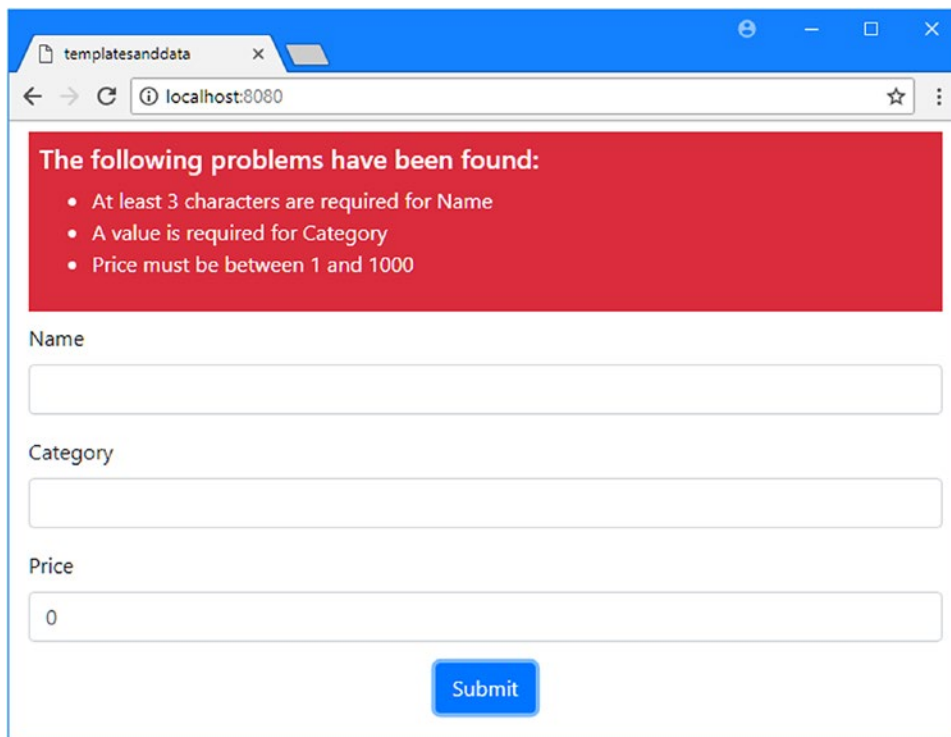 templatesanddata
localhost:8080
The following problems have been found:
• At least 3 characters are required for Name
• A value is required for Category
• Price must be between 1 and 1000
Name
Category
Price
0
Submit